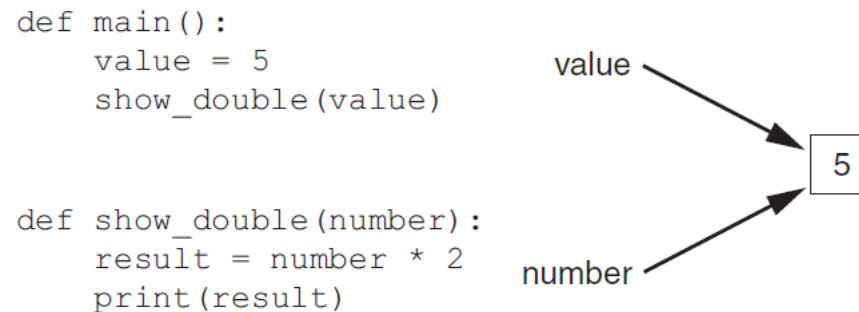 def main():
    value = 5
    show_double(value)
def show_double(number):
    result = number * 2
    print(result)
value
number
5